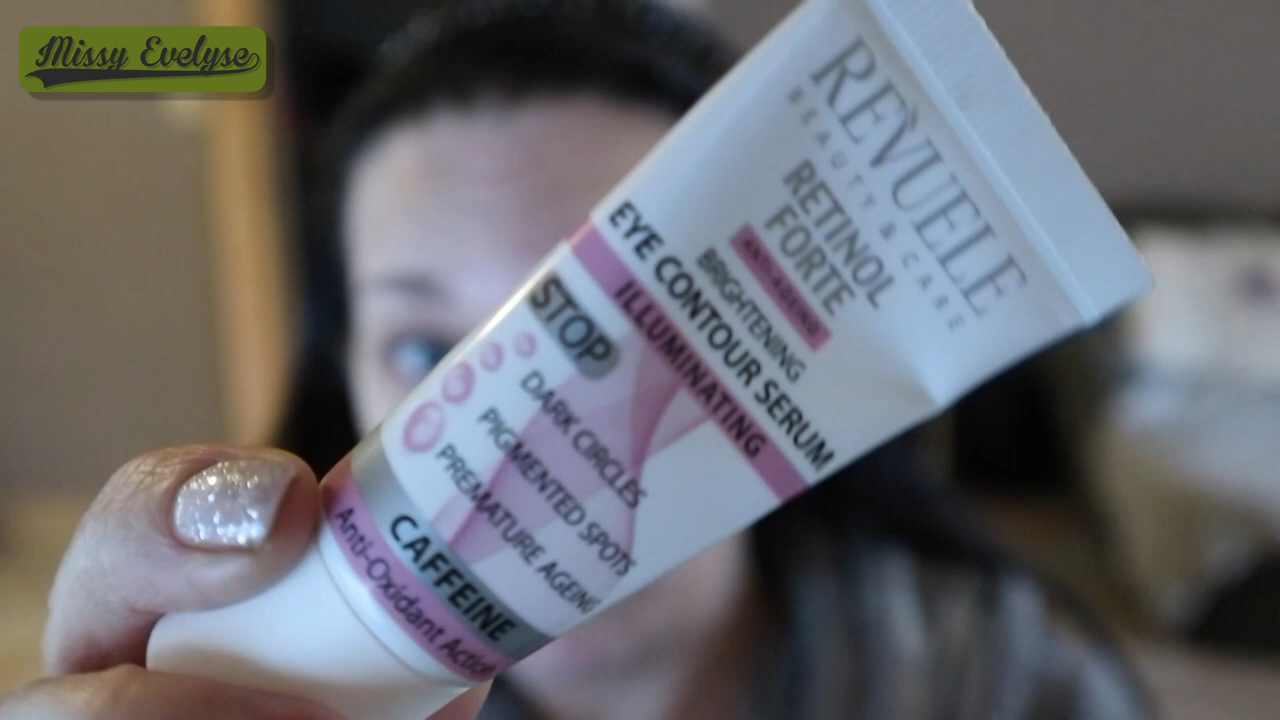 Missy Evelyse
REVUELE
BEAUTY & CARE
RETINOL
FORTE
ANTI-AGEING
BRIGHTENING
EYE CONTOUR SERUM
ILLUMINATING
STOP
DARK CIRCLES
PIGMENTED SPOTS
PREMATURE AGEING
CAFFEINE
Anti-Oxidant Action